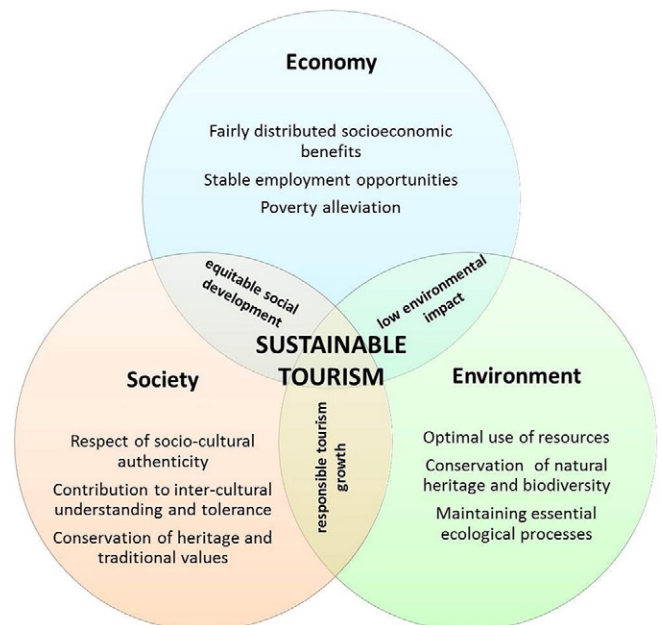 Economy
Fairly distributed socioeconomic
benefits
Stable employment opportunities
Poverty alleviation
equitable social
development
low environmental
impact
SUSTAINABLE
TOURISM
Society
Respect of socio-cultural
authenticity
Contribution to inter-cultural
understanding and tolerance
Conservation of heritage and
traditional values
responsible tourism
growth
Environment
Optimal use of resources
Conservation of natural
heritage and biodiversity
Maintaining essential
ecological processes